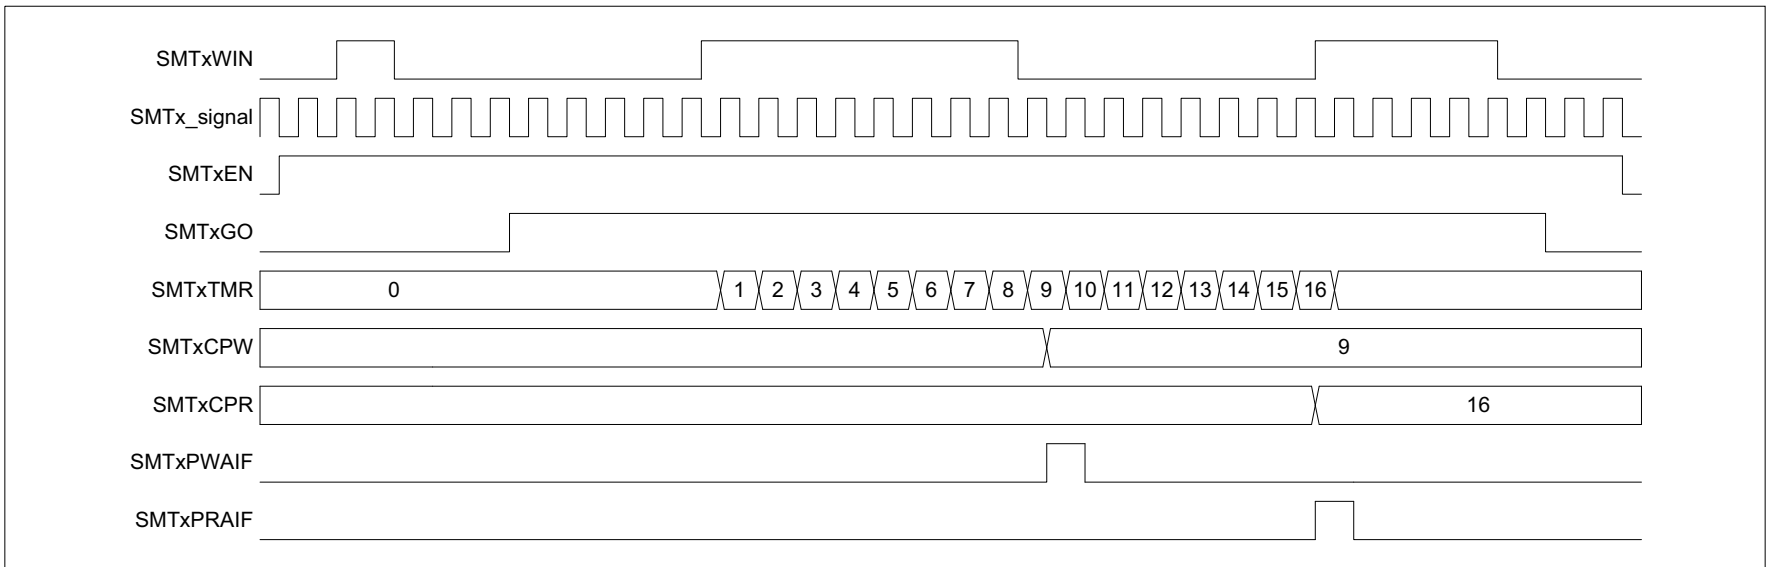 SMTxWIN
SMTx_signal
SMTxEN
SMTxGO
SMTxTMR 0 1 2 3 4 5 6 7 8 9 10 11 12 13 14 15 16
SMTxCPW 9
SMTxCPR 16
SMTxPWAIF
SMTxPRAIF